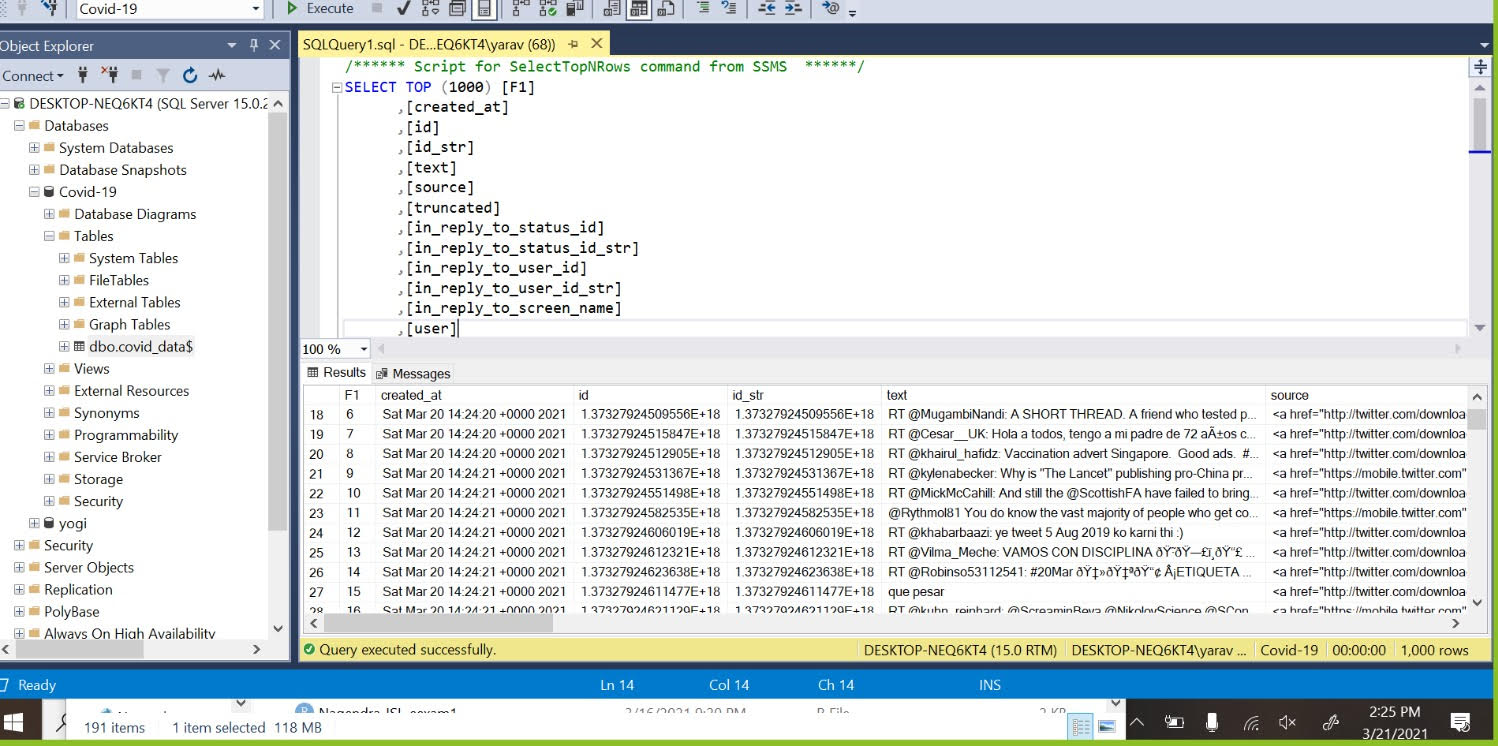 Covid-19
Execute
Object Explorer
SQLQuery1.sql - DE...EQ6KT4\yarav (68))
Connect
DESKTOP-NEQ6KT4 (SQL Server 15.0.2
Databases
System Databases
Database Snapshots
Covid-19
Database Diagrams
Tables
System Tables
FileTables
External Tables
Graph Tables
dbo.covid_data$
Views
External Resources
Synonyms
Programmability
Service Broker
Storage
Security
yogi
Security
Server Objects
Replication
PolyBase
Always On High Availability
/****** Script for SelectTopNRows command from SSMS ******/
SELECT TOP (1000) [F1]
,[created_at]
,[id]
,[id_str]
,[text]
,[source]
,[truncated]
,[in_reply_to_status_id]
,[in_reply_to_status_id_str]
,[in_reply_to_user_id]
,[in_reply_to_user_id_str]
,[in_reply_to_screen_name]
,[user]
100 %
Results Messages
F1 created_at id id_str text source
18 6 Sat Mar 20 14:24:20 +0000 2021 1.37327924509556E+18 1.37327924509556E+18 RT @MugambiNandi: A SHORT THREAD. A friend who tested p... <a href="http://twitter.com/downloa
19 7 Sat Mar 20 14:24:20 +0000 2021 1.37327924515847E+18 1.37327924515847E+18 RT @Cesar__UK: Hola a todos, tengo a mi padre de 72 aÃ±os c... <a href="http://twitter.com/downloa
20 8 Sat Mar 20 14:24:20 +0000 2021 1.37327924512905E+18 1.37327924512905E+18 RT @khairul_hafidz: Vaccination advert Singapore. Good ads. #... <a href="http://twitter.com/downloa
21 9 Sat Mar 20 14:24:21 +0000 2021 1.37327924531367E+18 1.37327924531367E+18 RT @kylenabecker: Why is "The Lancet" publishing pro-China pr... <a href="https://mobile.twitter.com"
22 10 Sat Mar 20 14:24:21 +0000 2021 1.37327924551498E+18 1.37327924551498E+18 RT @MickMcCahill: And still the @ScottishFA have failed to bring... <a href="http://twitter.com/downloa
23 11 Sat Mar 20 14:24:21 +0000 2021 1.37327924582535E+18 1.37327924582535E+18 @Rythmol81 You do know the vast majority of people who get co... <a href="https://mobile.twitter.com"
24 12 Sat Mar 20 14:24:21 +0000 2021 1.37327924606019E+18 1.37327924606019E+18 RT @khabarbaazi: ye tweet 5 Aug 2019 ko karni thi :) <a href="http://twitter.com/downloa
25 13 Sat Mar 20 14:24:21 +0000 2021 1.37327924612321E+18 1.37327924612321E+18 RT @Vilma_Meche: VAMOS CON DISCIPLINA <a href="http://twitter.com/downloa
26 14 Sat Mar 20 14:24:21 +0000 2021 1.37327924623638E+18 1.37327924623638E+18 RT @Robinso53112541: #20Mar ðŸ‡»ðŸ‡ªðŸ“¢ Â¡ETIQUETA ... <a href="http://twitter.com/downloa
27 15 Sat Mar 20 14:24:21 +0000 2021 1.37327924611477E+18 1.37327924611477E+18 que pesar <a href="http://twitter.com/downloa
28 16 Sat Mar 20 14:24:21 +0000 2021 1.37327924621129E+18 1.37327924621129E+18 RT @kuhn_reinhard: @ScreaminBeya @NikolovScience @SCon... <a href="https://mobile.twitter.com"
Query executed successfully. DESKTOP-NEQ6KT4 (15.0 RTM) DESKTOP-NEQ6KT4\yarav ... Covid-19 00:00:00 1,000 rows
Ready Ln 14 Col 14 Ch 14 INS
191 items 1 item selected 118 MB
2:25 PM
3/21/2021